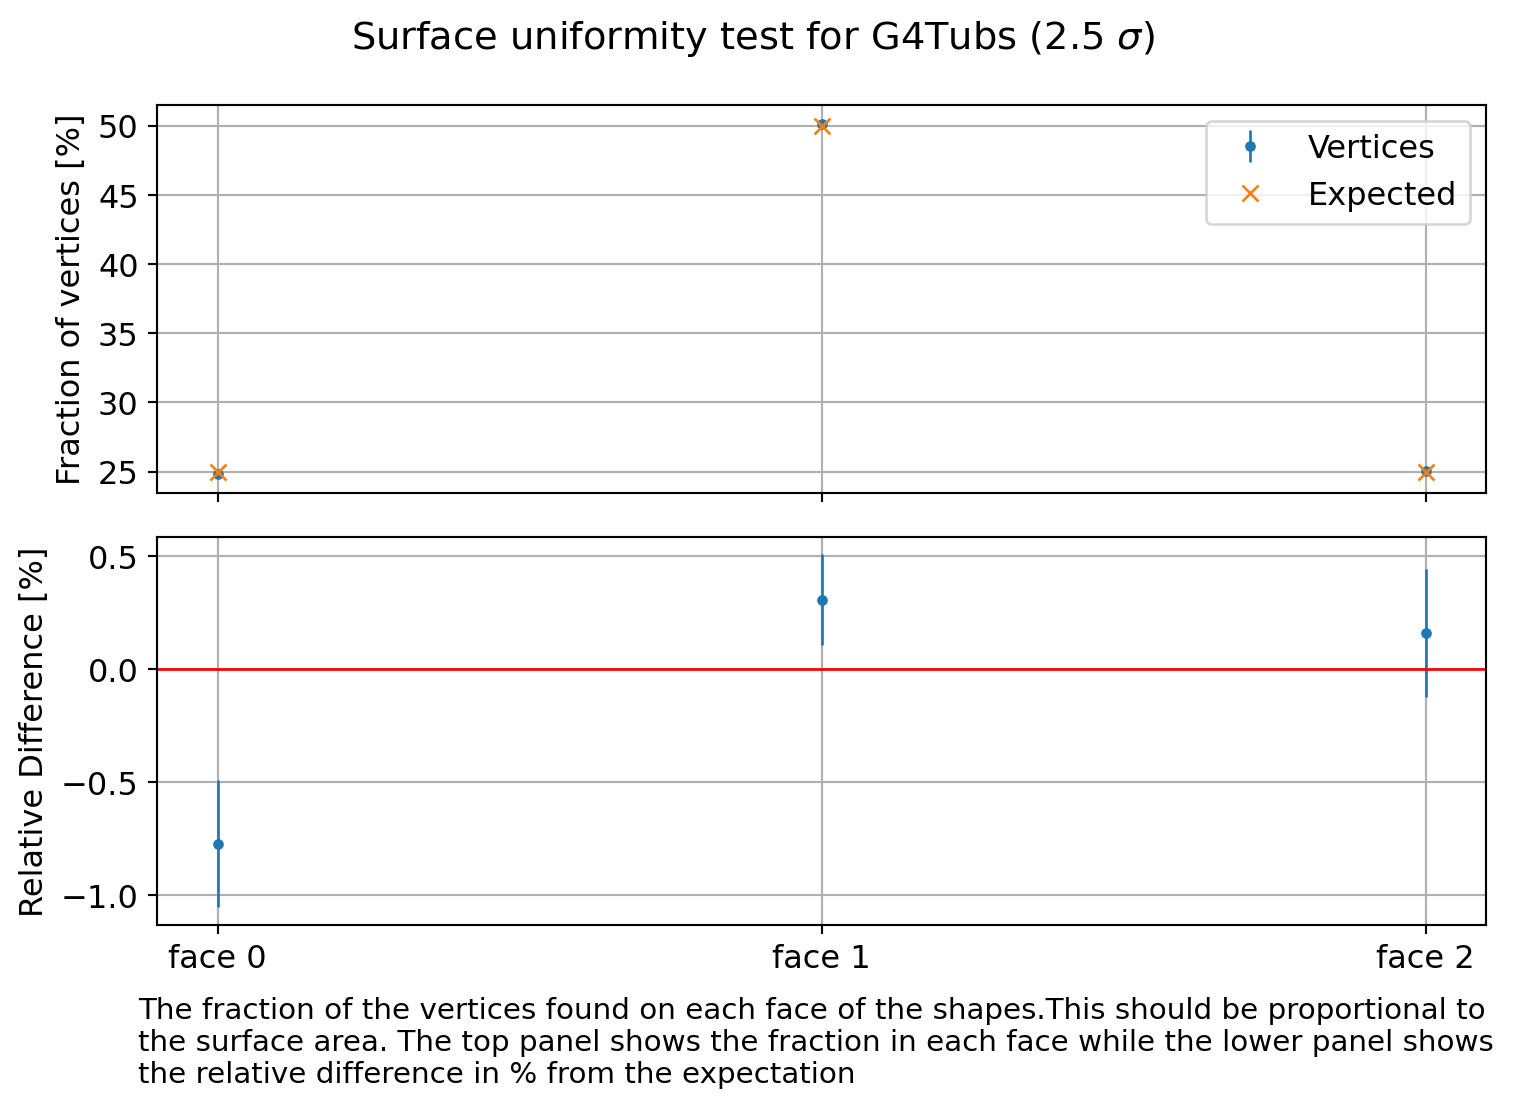 Surface uniformity test for G4Tubs (2.5 σ)
Fraction of vertices [%]
50
45
40
35
30
25
Vertices
Expected
Relative Difference [%]
0.5
0.0
−0.5
−1.0
face 0
face 1
face 2
The fraction of the vertices found on each face of the shapes.This should be proportional to
the surface area. The top panel shows the fraction in each face while the lower panel shows
the relative difference in % from the expectation